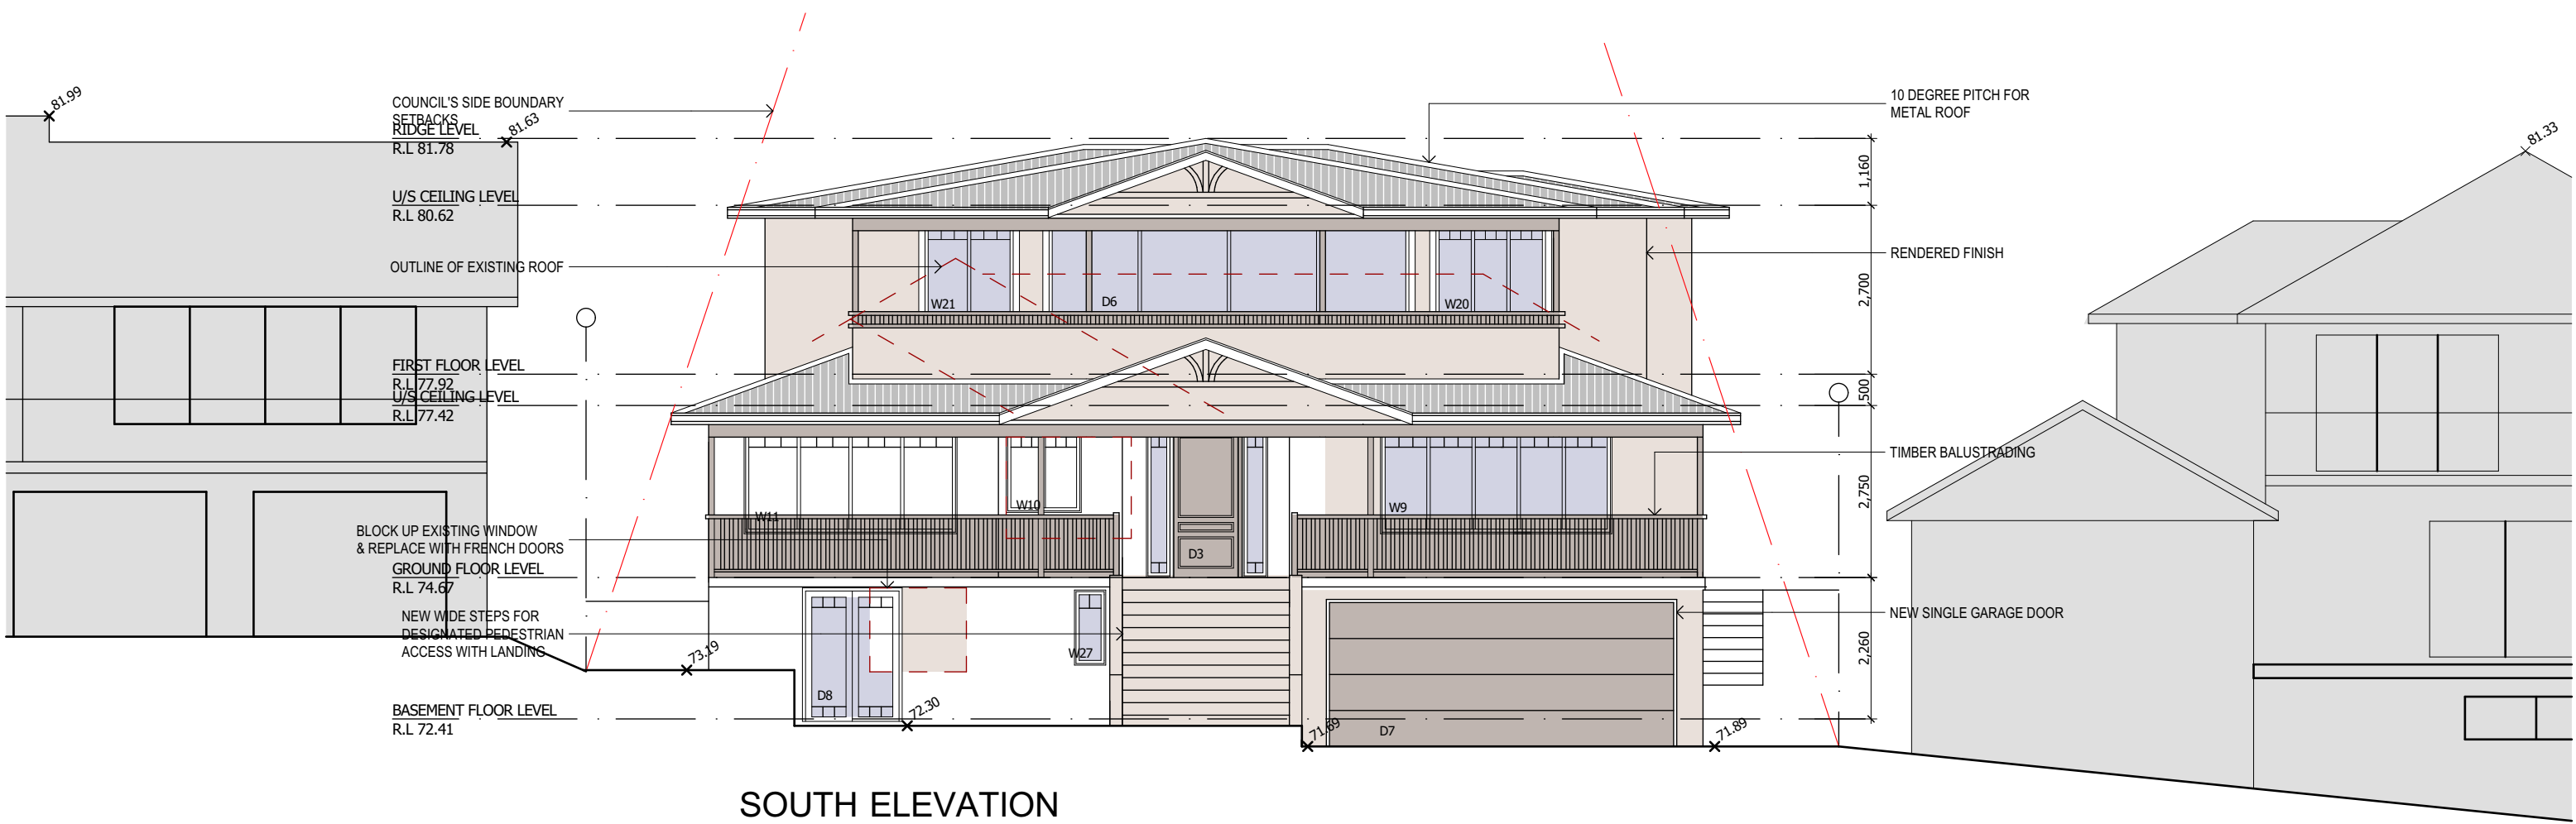 81.99
81.63
COUNCIL'S SIDE BOUNDARY
SETBACKS
RIDGE LEVEL
R.L 81.78
U/S CEILING LEVEL
R.L 80.62
OUTLINE OF EXISTING ROOF
FIRST FLOOR LEVEL
R.L 77.92
U/S CEILING LEVEL
R.L 77.42
BLOCK UP EXISTING WINDOW
& REPLACE WITH FRENCH DOORS
GROUND FLOOR LEVEL
R.L 74.67
NEW WIDE STEPS FOR
DESIGNATED PEDESTRIAN
ACCESS WITH LANDING
BASEMENT FLOOR LEVEL
R.L 72.41
W21
D6
W20
W11
W10
D3
W9
W27
D8
D7
73.19
72.30
71.69
71.89
10 DEGREE PITCH FOR
METAL ROOF
RENDERED FINISH
TIMBER BALUSTRADING
NEW SINGLE GARAGE DOOR
1,160
2,700
500
2,750
2,260
81.33
SOUTH ELEVATION